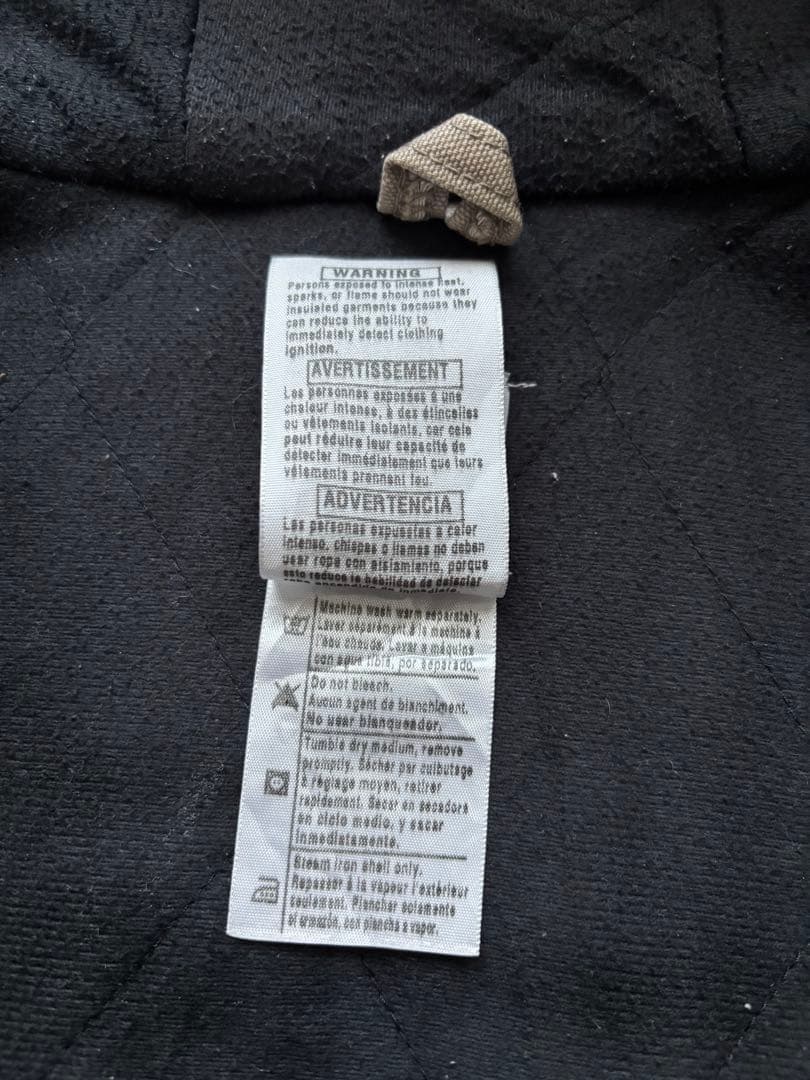 WARNING
Persons exposed to intense heat,
sparks, or flame should not wear
insulated garments because they
can reduce the ability to
immediately detect clothing
ignition.
AVERTISSEMENT
Les personnes exposées à une
chaleur intense, à des étincelles
ou vêtements isolants, car cela
peut réduire leur capacité de
détecter immédiatement que leurs
vêtements prennent feu.
ADVERTENCIA
Las personas expuestas a calor
intenso, chispas o llamas no deben
usar ropa con aislamiento, porque
esto reduce la habilidad de detectar
Machine wash warm separately.
Laver séparément à la machine à
l'eau chaude. Lavar a máquina
con agua tibia, por separado.
Do not bleach.
Aucun agent de blanchiment.
No usar blanqueador.
Tumble dry medium, remove
promptly. Sécher par culbutage
à réglage moyen, retirer
rapidement. Secar en secadora
en ciclo medio, y sacar
inmediatamente.
Steam iron shell only.
Repasser à la vapeur l'extérieur
seulement. Planchar solamente
el armazón, con plancha a vapor.